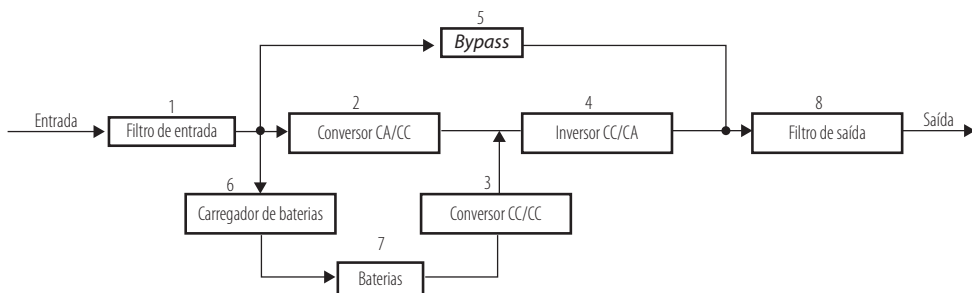 5
Bypass
Entrada
1
Filtro de entrada
2
Conversor CA/CC
4
Inversor CC/CA
8
Filtro de saída
Saída
6
Carregador de baterias
3
Conversor CC/CC
7
Baterias